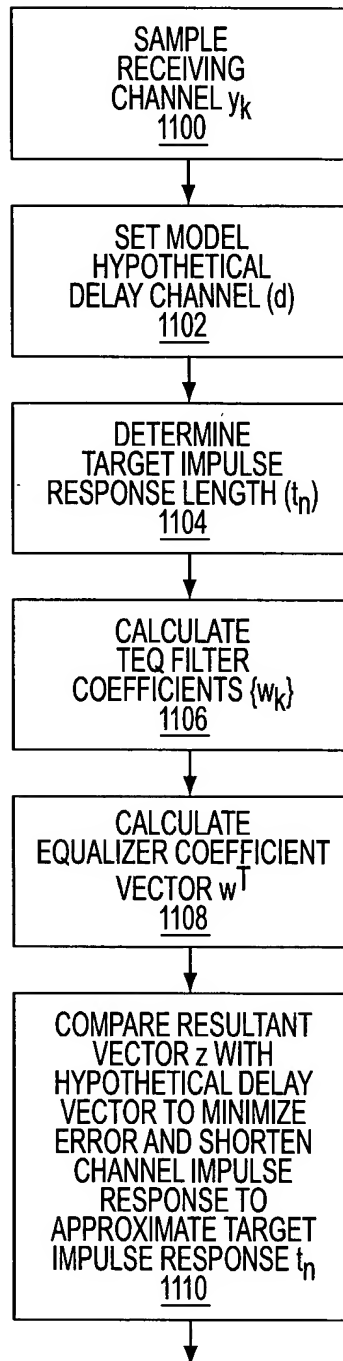 SAMPLE
RECEIVING
CHANNEL yk
1100
SET MODEL
HYPOTHETICAL
DELAY CHANNEL (d)
1102
DETERMINE
TARGET IMPULSE
RESPONSE LENGTH (tn)
1104
CALCULATE
TEQ FILTER
COEFFICIENTS {wk}
1106
CALCULATE
EQUALIZER COEFFICIENT
VECTOR wT
1108
COMPARE RESULTANT
VECTOR z WITH
HYPOTHETICAL DELAY
VECTOR TO MINIMIZE
ERROR AND SHORTEN
CHANNEL IMPULSE
RESPONSE TO
APPROXIMATE TARGET
IMPULSE RESPONSE tn
1110